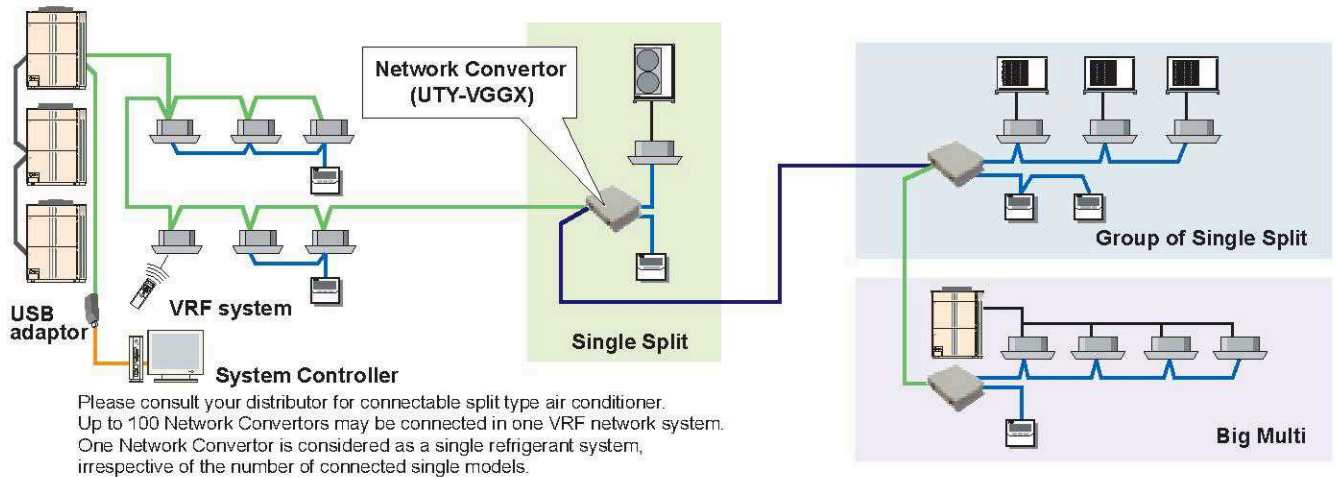 Network Convertor
(UTY-VGGX)
Group of Single Split
USB
adaptor
VRF system
Single Split
System Controller
Big Multi
Please consult your distributor for connectable split type air conditioner.
Up to 100 Network Convertors may be connected in one VRF network system.
One Network Convertor is considered as a single refrigerant system,
irrespective of the number of connected single models.